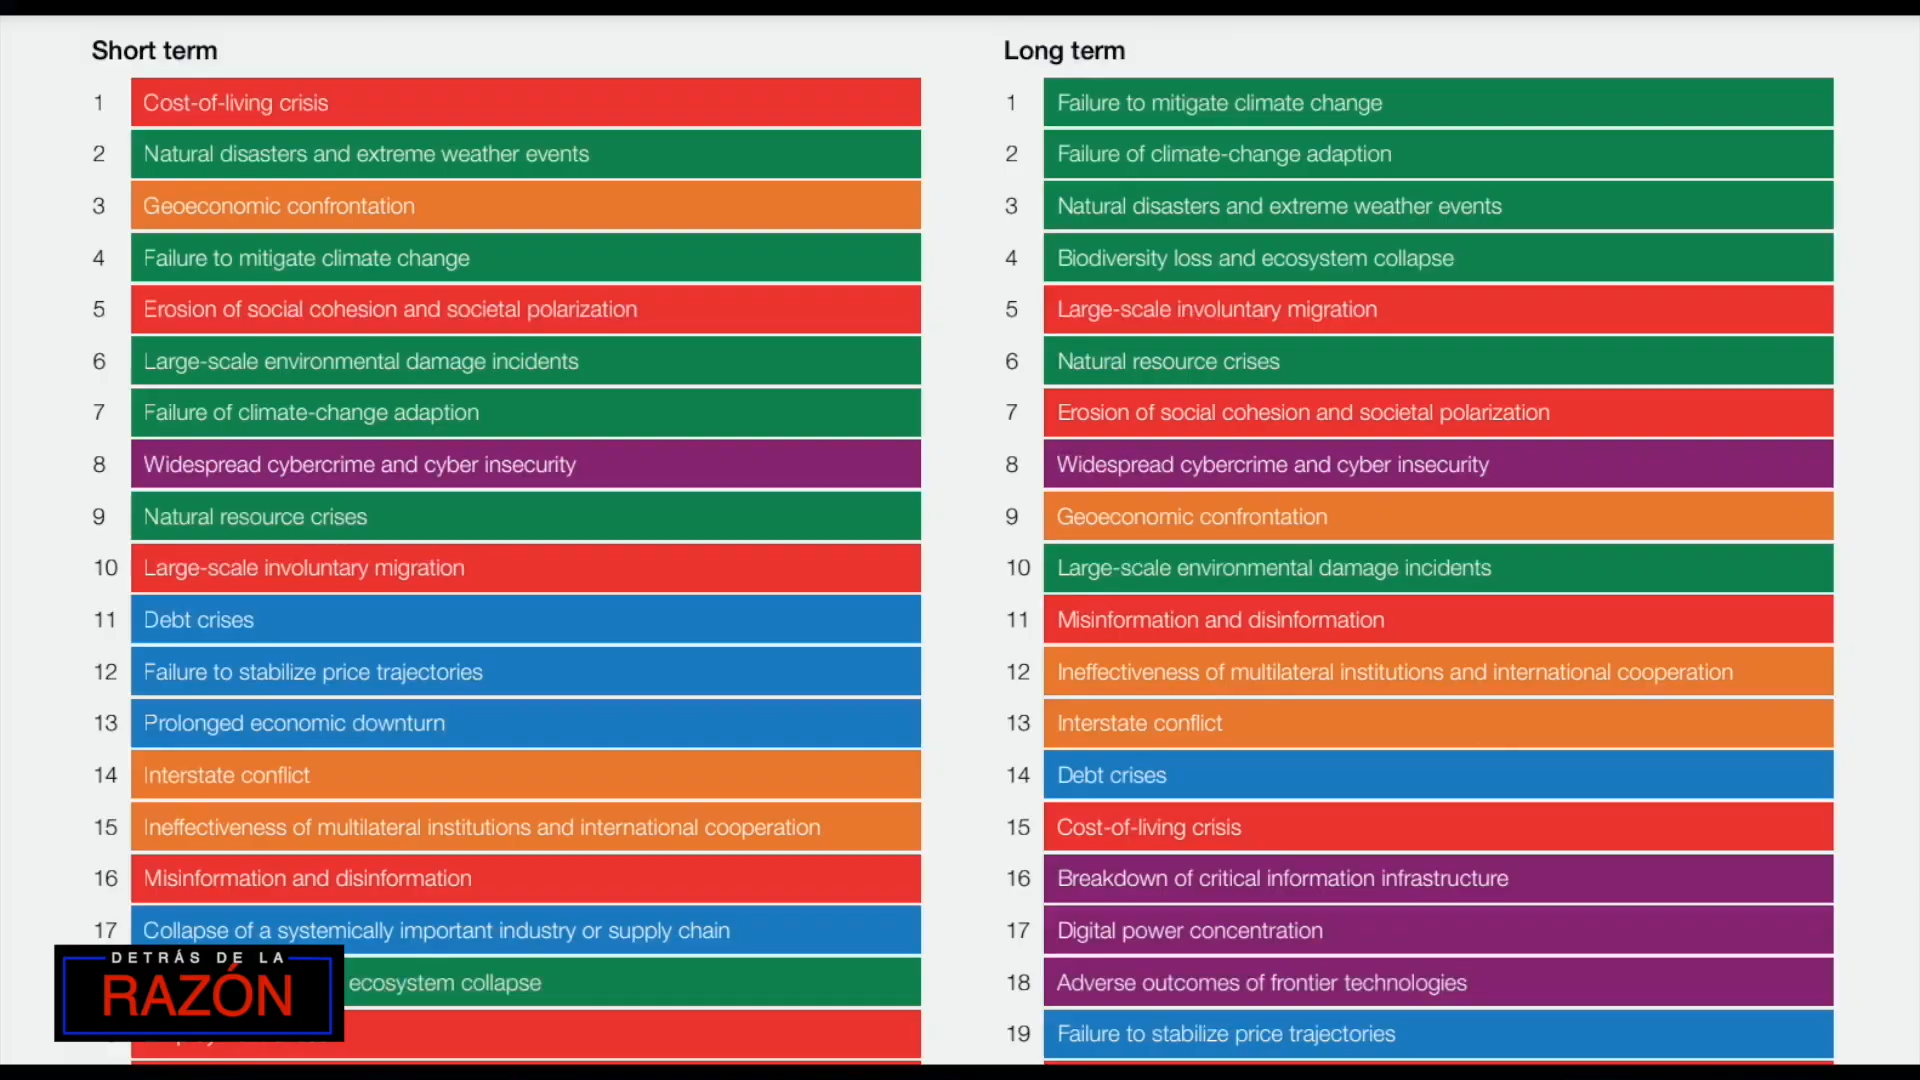 Short term
1 Cost-of-living crisis
2 Natural disasters and extreme weather events
3 Geoeconomic confrontation
4 Failure to mitigate climate change
5 Erosion of social cohesion and societal polarization
6 Large-scale environmental damage incidents
7 Failure of climate-change adaption
8 Widespread cybercrime and cyber insecurity
9 Natural resource crises
10 Large-scale involuntary migration
11 Debt crises
12 Failure to stabilize price trajectories
13 Prolonged economic downturn
14 Interstate conflict
15 Ineffectiveness of multilateral institutions and international cooperation
16 Misinformation and disinformation
17 Collapse of a systemically important industry or supply chain
ecosystem collapse
Long term
1 Failure to mitigate climate change
2 Failure of climate-change adaption
3 Natural disasters and extreme weather events
4 Biodiversity loss and ecosystem collapse
5 Large-scale involuntary migration
6 Natural resource crises
7 Erosion of social cohesion and societal polarization
8 Widespread cybercrime and cyber insecurity
9 Geoeconomic confrontation
10 Large-scale environmental damage incidents
11 Misinformation and disinformation
12 Ineffectiveness of multilateral institutions and international cooperation
13 Interstate conflict
14 Debt crises
15 Cost-of-living crisis
16 Breakdown of critical information infrastructure
17 Digital power concentration
18 Adverse outcomes of frontier technologies
19 Failure to stabilize price trajectories
DETRÁS DE LA
RAZÓN